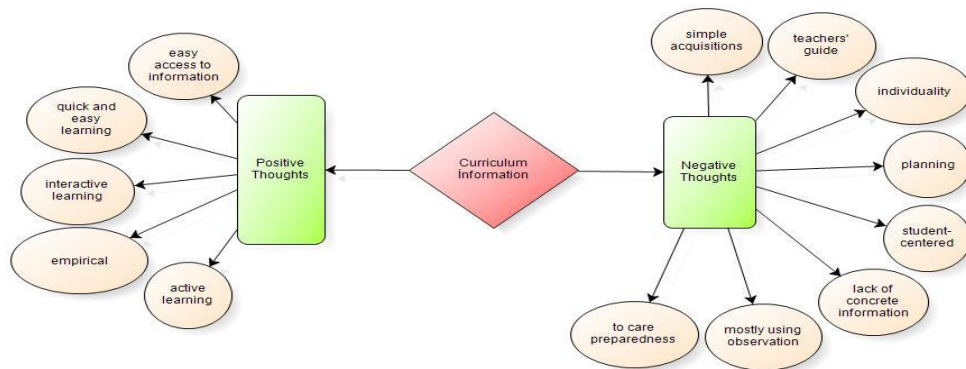 easy
access to
information
quick and
easy
learning
interactive
learning
empirical
active
learning
Positive
Thoughts
Curriculum
İnformation
Negative
Thoughts
simple
acquisitions
teachers'
guide
individuality
planning
student-
centered
lack of
concrete
information
mostly using
observation
to care
preparedness